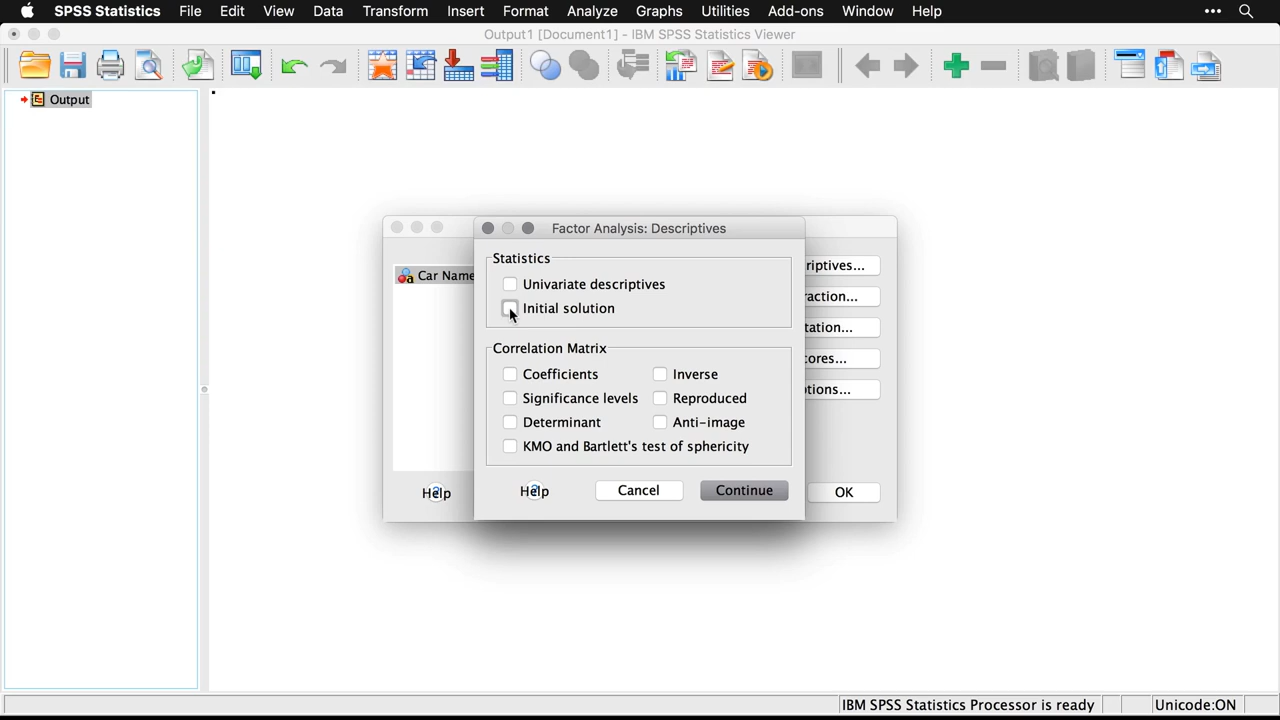 SPSS Statistics File Edit View Data Transform Insert Format Analyze Graphs Utilities Add-ons Window Help
Output1 [Document1] - IBM SPSS Statistics Viewer
Output
Factor Analysis: Descriptives
Statistics
Car Name
Univariate descriptives
Initial solution
riptives...
action...
tation...
ores...
tions...
Correlation Matrix
Coefficients Inverse
Significance levels Reproduced
Determinant Anti-image
KMO and Bartlett's test of sphericity
Help Help Cancel Continue OK
IBM SPSS Statistics Processor is ready Unicode:ON